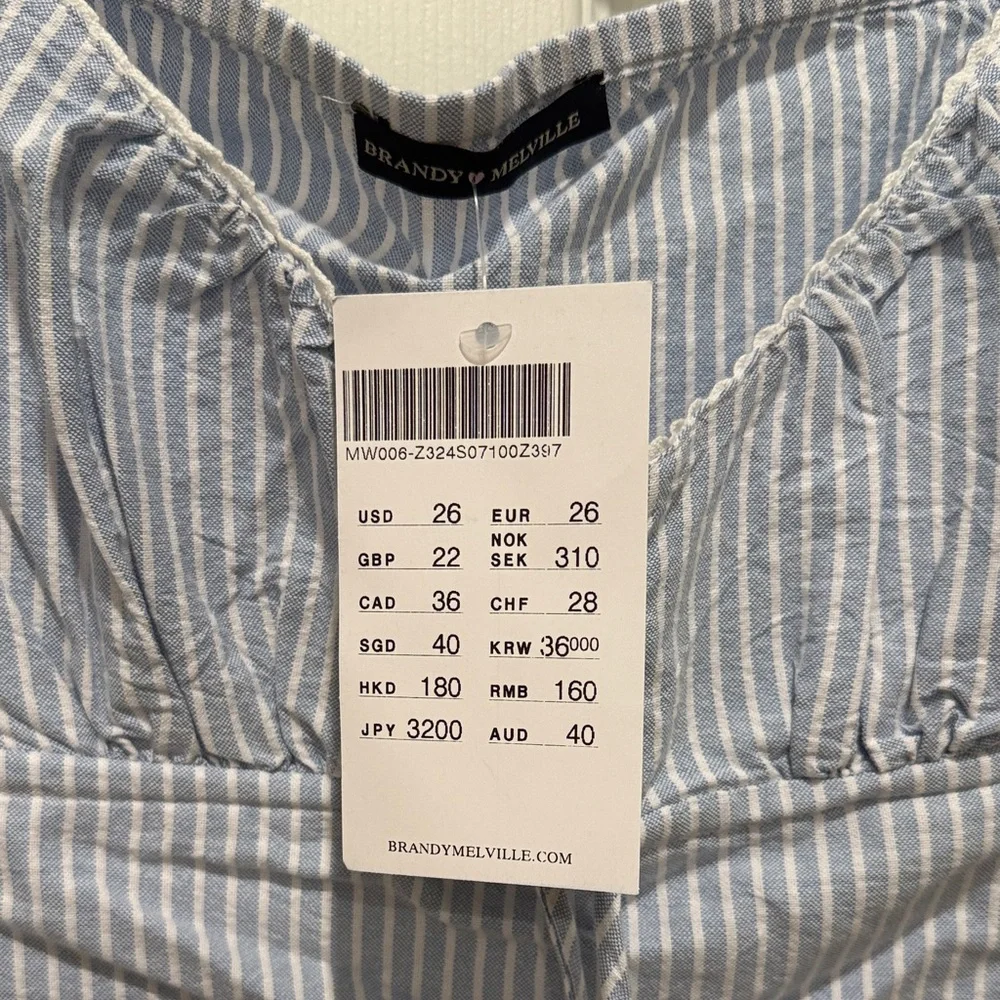 BRANDY MELVILLE
MW006-Z324S07100Z397
USD 26 EUR 26
NOK
GBP 22 SEK 310
CAD 36 CHF 28
SGD 40 KRW 36000
HKD 180 RMB 160
JPY 3200 AUD 40
BRANDYMELVILLE.COM